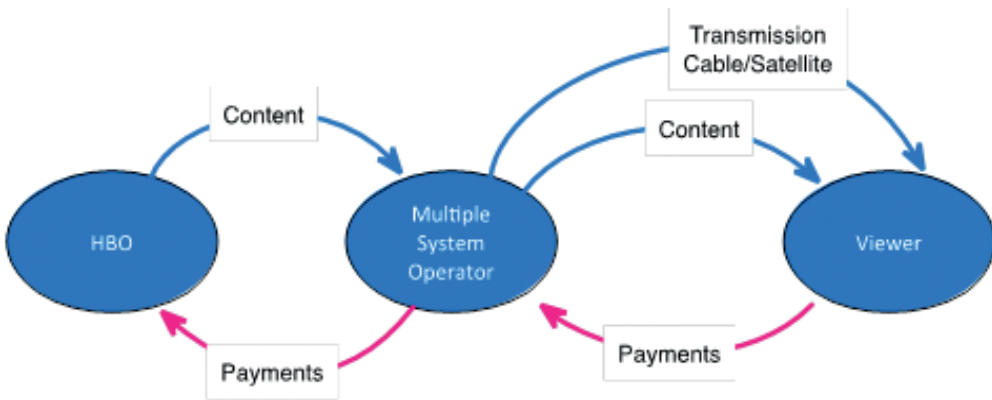 Transmission
Cable/Satellite
Content
Content
HBO
Multiple
System
Operator
Viewer
Payments
Payments